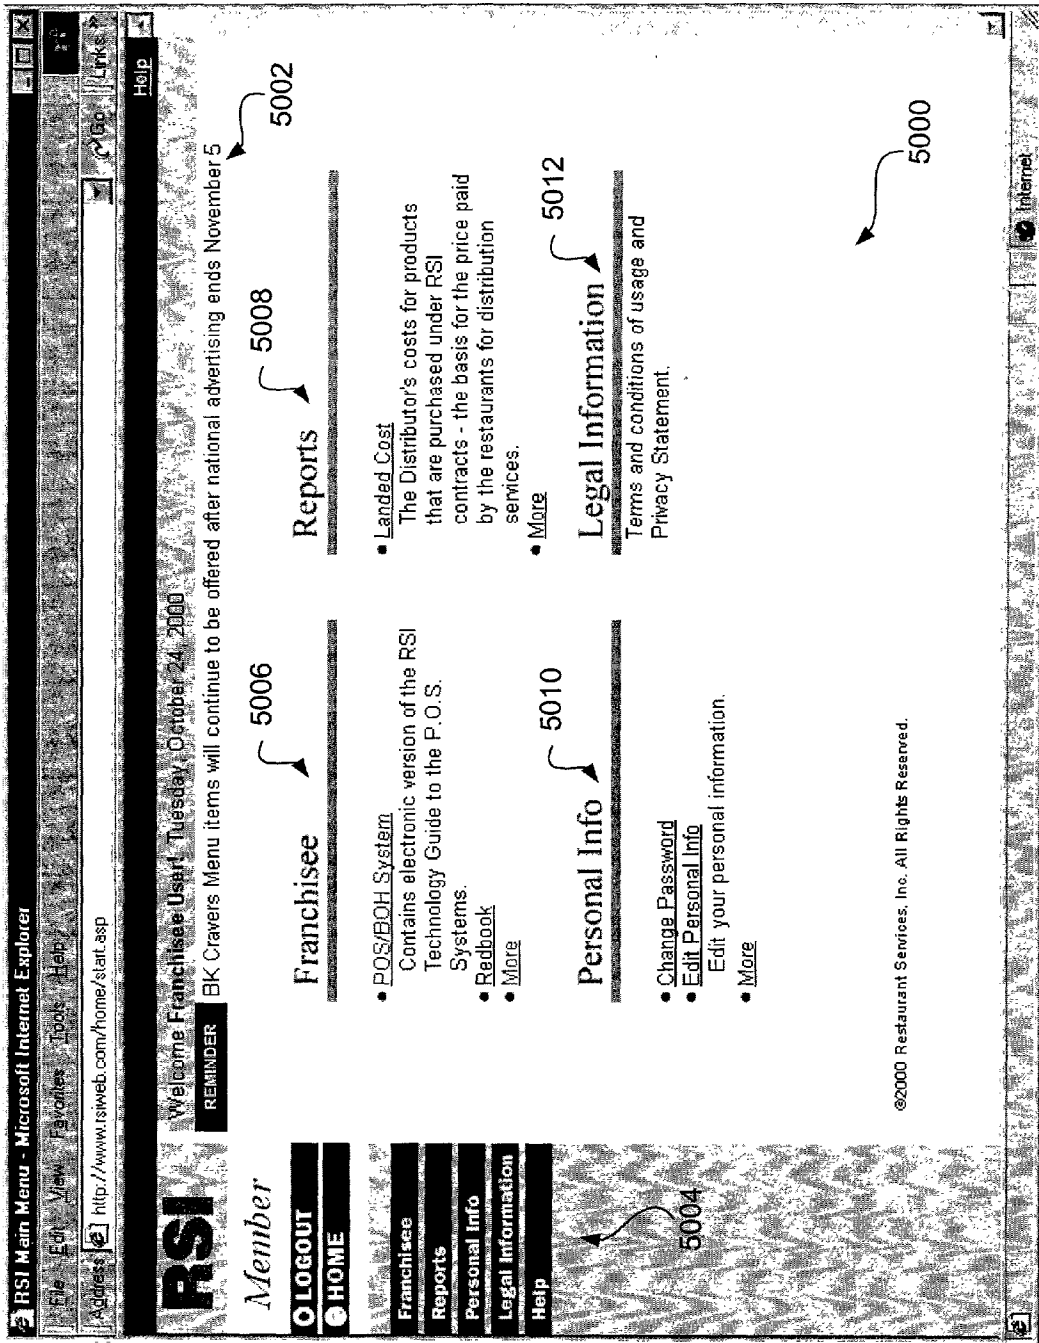 RSI Main Menu - Microsoft Internet Explorer
File Edit View Favorites Tools Help
Address http://www.rsiweb.com/home/start.asp Go Links »
Help
RSI
Welcome Franchisee User! Tuesday, October 24, 2000
REMINDER BK Cravers Menu items will continue to be offered after national advertising ends November 5
5002
Member
LOGOUT
HOME
Franchisee
Reports
Personal Info
Legal Information
Help
5004
Franchisee
5006
• POS/BOH System
Contains electronic version of the RSI
Technology Guide to the P.O.S.
Systems.
• Redbook
• More
Reports
5008
• Landed Cost
The Distributor's costs for products
that are purchased under RSI
contracts - the basis for the price paid
by the restaurants for distribution
services.
• More
Personal Info
5010
• Change Password
• Edit Personal Info
Edit your personal information.
• More
Legal Information
5012
Terms and conditions of usage and
Privacy Statement.
5000
©2000 Restaurant Services, Inc. All Rights Reserved.
Internet